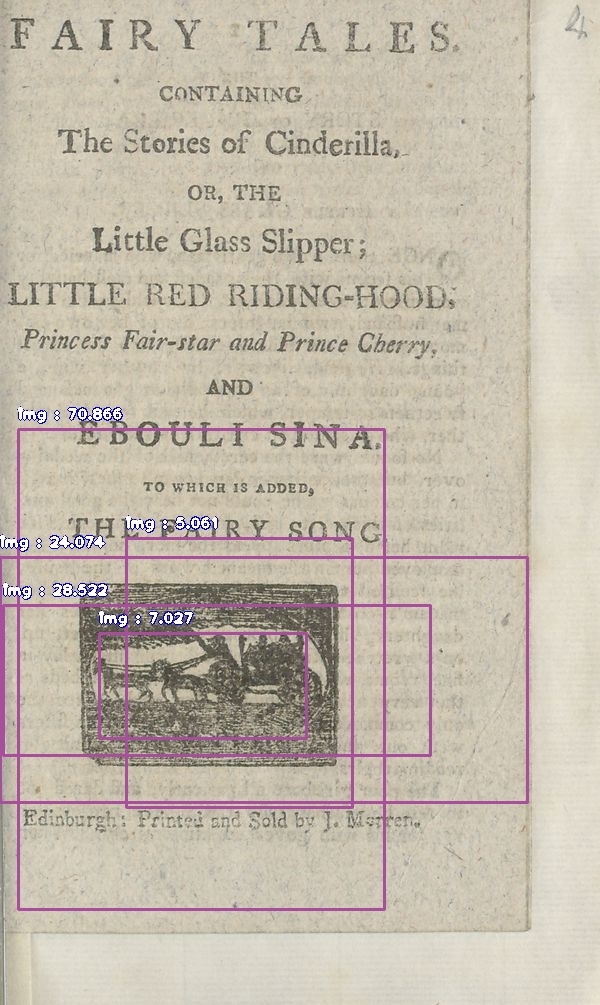 FAIRY TALES.
CONTAINING
The Stories of Cinderilla,
OR, THE
Little Glass Slipper;
LITTLE RED RIDING-HOOD,
Princess Fair-star and Prince Cherry,
AND
img : 70.866
EBOULI SINA.
TO WHICH IS ADDED,
THE FAIRY SONG
img : 5.061
img : 24.074
img : 28.522
img : 7.027
Edinburgh: Printed and Sold by J. Morren.